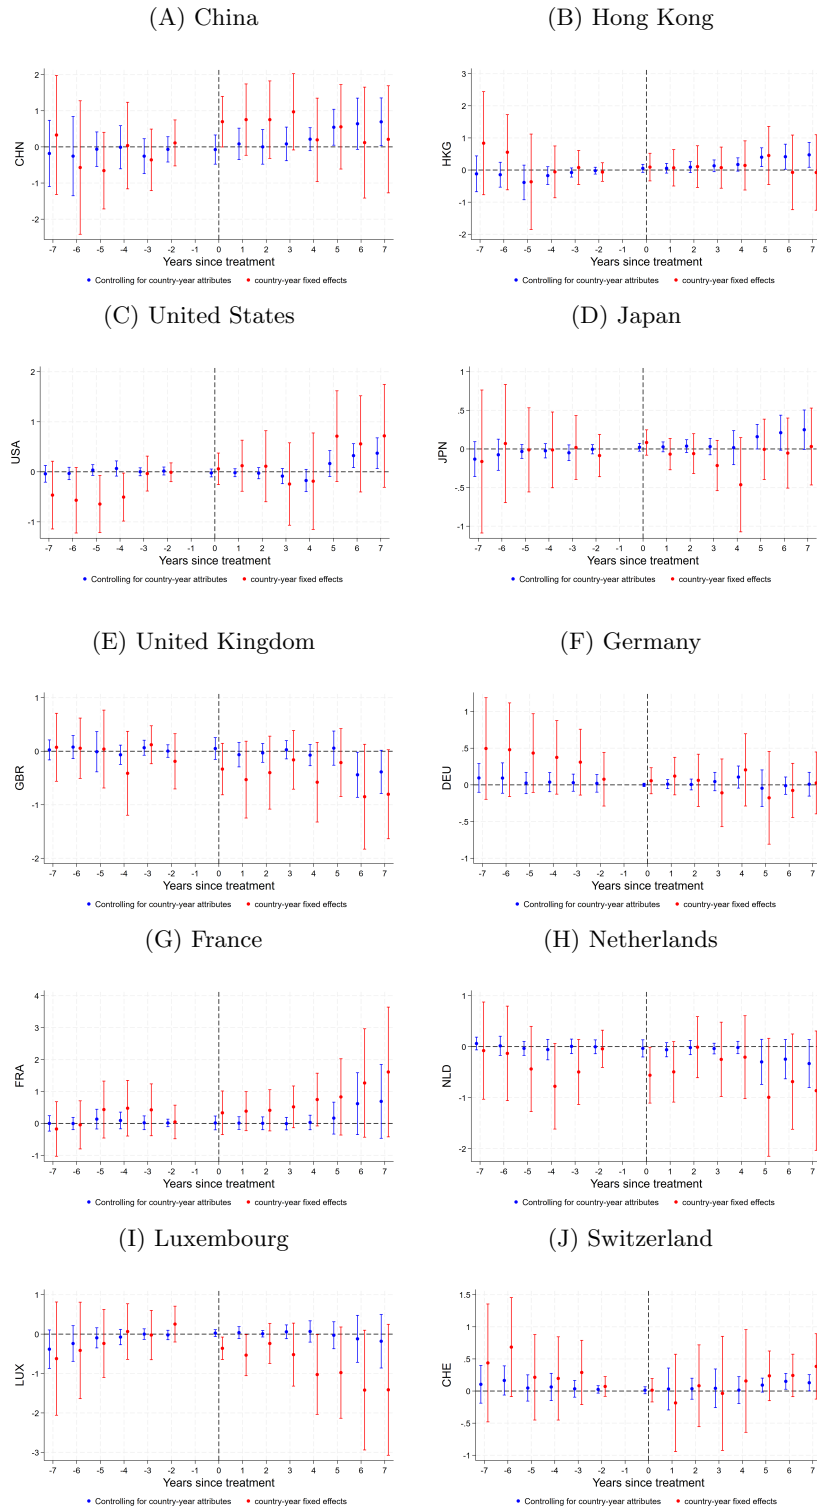 (A) China
(B) Hong Kong
2
1
0
-1
-2
CHN
-7 -6 -5 -4 -3 -2 -1 0 1 2 3 4 5 6 7
Years since treatment
Controlling for country-year attributes country-year fixed effects
3
2
1
0
-1
-2
HKG
-7 -6 -5 -4 -3 -2 -1 0 1 2 3 4 5 6 7
Years since treatment
Controlling for country-year attributes country-year fixed effects
(C) United States
(D) Japan
2
1
0
-1
USA
-7 -6 -5 -4 -3 -2 -1 0 1 2 3 4 5 6 7
Years since treatment
Controlling for country-year attributes country-year fixed effects
1
.5
0
-.5
-1
JPN
-7 -6 -5 -4 -3 -2 -1 0 1 2 3 4 5 6 7
Years since treatment
Controlling for country-year attributes country-year fixed effects
(E) United Kingdom
(F) Germany
1
0
-1
-2
GBR
-7 -6 -5 -4 -3 -2 -1 0 1 2 3 4 5 6 7
Years since treatment
Controlling for country-year attributes country-year fixed effects
1
.5
0
-.5
-1
DEU
-7 -6 -5 -4 -3 -2 -1 0 1 2 3 4 5 6 7
Years since treatment
Controlling for country-year attributes country-year fixed effects
(G) France
(H) Netherlands
4
3
2
1
0
-1
FRA
-7 -6 -5 -4 -3 -2 -1 0 1 2 3 4 5 6 7
Years since treatment
Controlling for country-year attributes country-year fixed effects
1
0
-1
-2
NLD
-7 -6 -5 -4 -3 -2 -1 0 1 2 3 4 5 6 7
Years since treatment
Controlling for country-year attributes country-year fixed effects
(I) Luxembourg
(J) Switzerland
1
0
-1
-2
-3
LUX
-7 -6 -5 -4 -3 -2 -1 0 1 2 3 4 5 6 7
Years since treatment
Controlling for country-year attributes country-year fixed effects
1.5
1
.5
0
-.5
-1
CHE
-7 -6 -5 -4 -3 -2 -1 0 1 2 3 4 5 6 7
Years since treatment
Controlling for country-year attributes country-year fixed effects